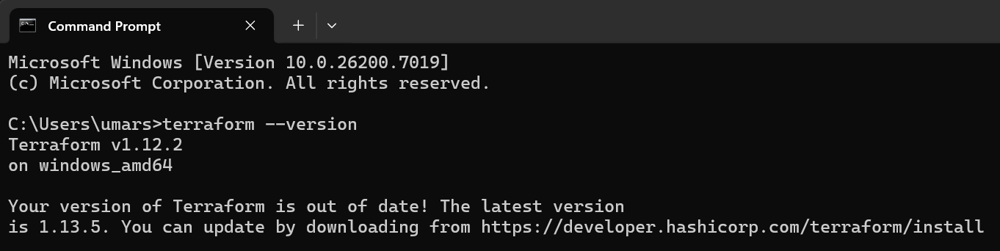 Command Prompt
Microsoft Windows [Version 10.0.26200.7019]
(c) Microsoft Corporation. All rights reserved.
C:\Users\umars>terraform --version
Terraform v1.12.2
on windows_amd64
Your version of Terraform is out of date! The latest version
is 1.13.5. You can update by downloading from https://developer.hashicorp.com/terraform/install